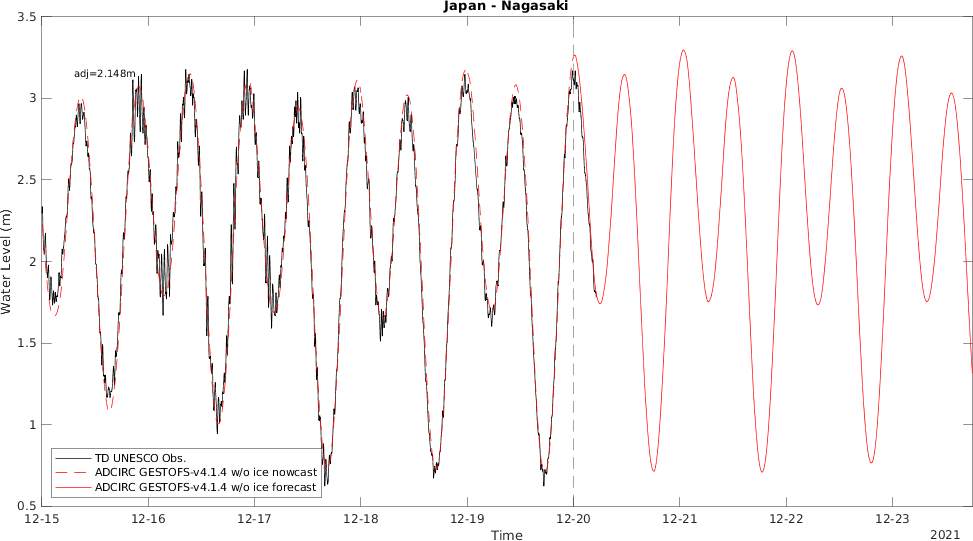 Japan - Nagasaki
3.5
adj=2.148m
3
2.5
2
1.5
1
0.5
Water Level (m)
TD UNESCO Obs.
ADCIRC GESTOFS-v4.1.4 w/o ice nowcast
ADCIRC GESTOFS-v4.1.4 w/o ice forecast
12-15 12-16 12-17 12-18 12-19 12-20 12-21 12-22 12-23
Time
2021